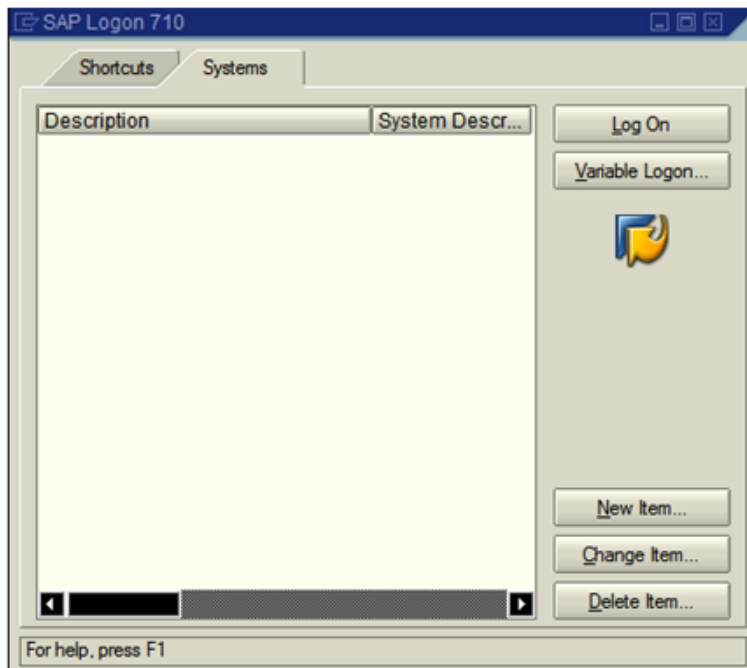 SAP Logon 710
Shortcuts Systems
Description System Descr...
Log On
Variable Logon...
New Item...
Change Item...
Delete Item...
For help, press F1